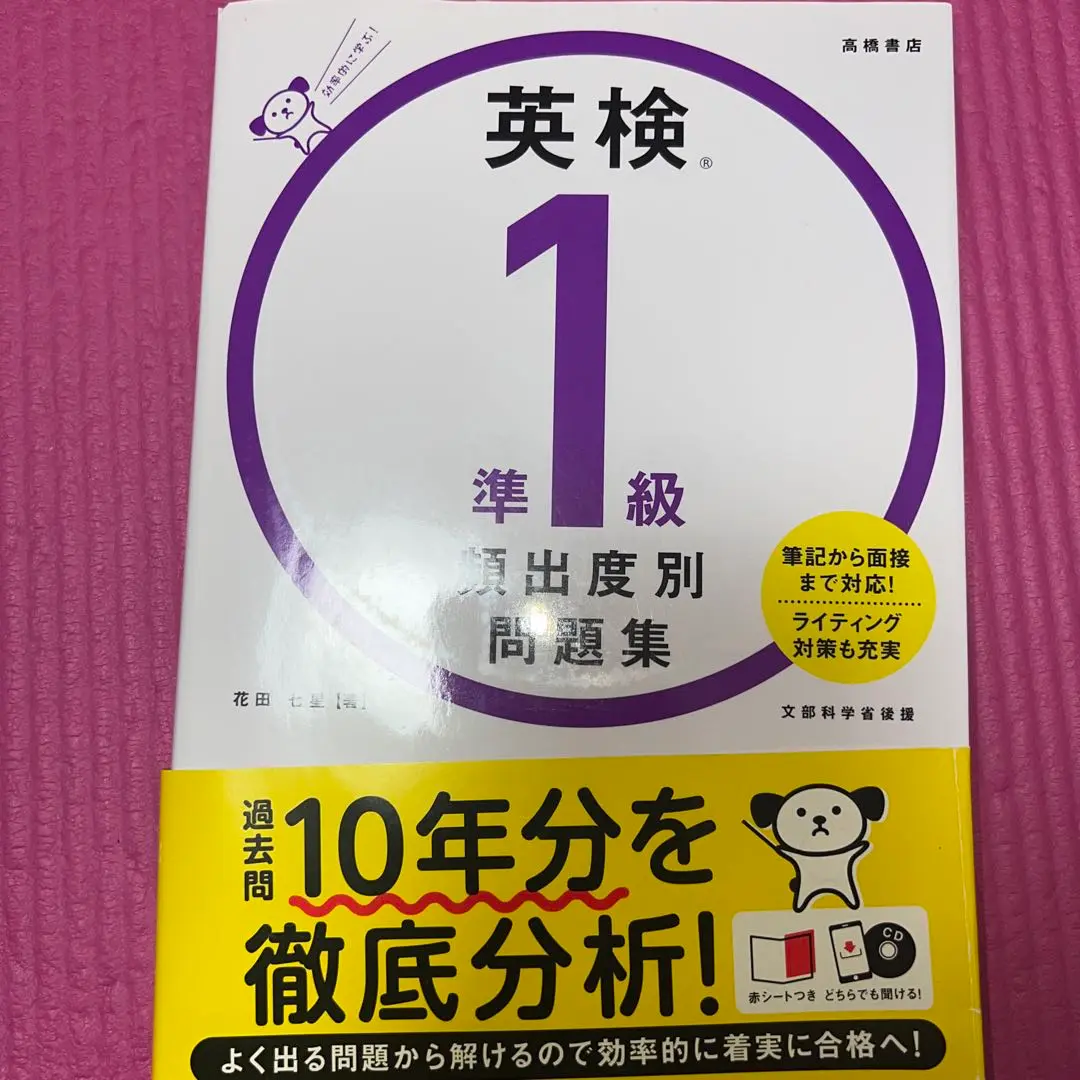 効率的に学ぶ!
高橋書店
英検®
準1級
頻出度別
問題集
筆記から面接
まで対応!
ライティング
対策も充実
花田 七星【著】
文部科学省後援
過去問
10年分を
徹底分析!
CD
赤シートつき どちらでも聞ける!
よく出る問題から解けるので効率的に着実に合格へ!